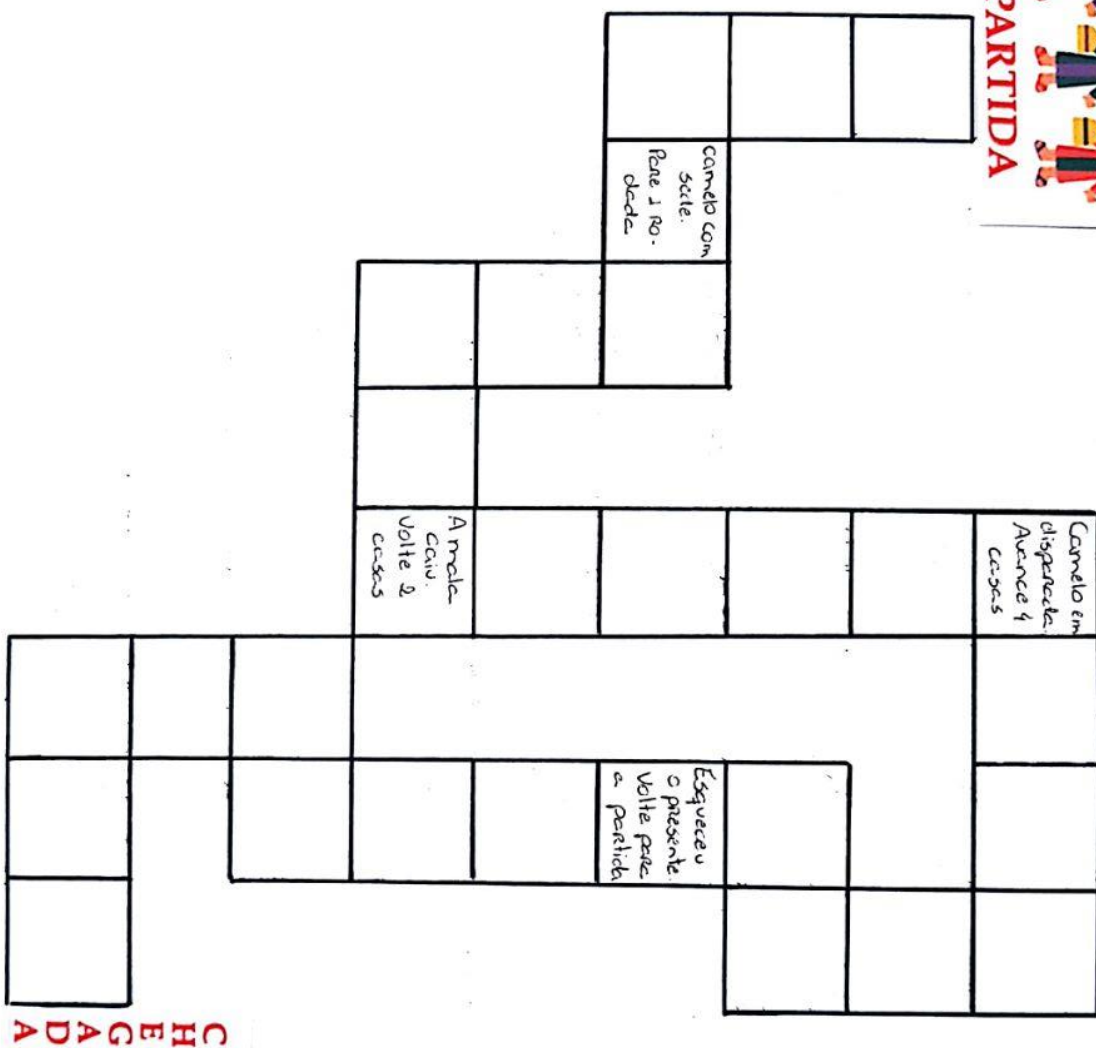 PARTIDA
camelo com
sede.
Pare 1 ro-
dada
A mala
caiu.
Volte 2
casas
Camelo em
disparada.
Avance 4
casas
Esqueceu
o presente.
Volte para
a partida
CHEGADA